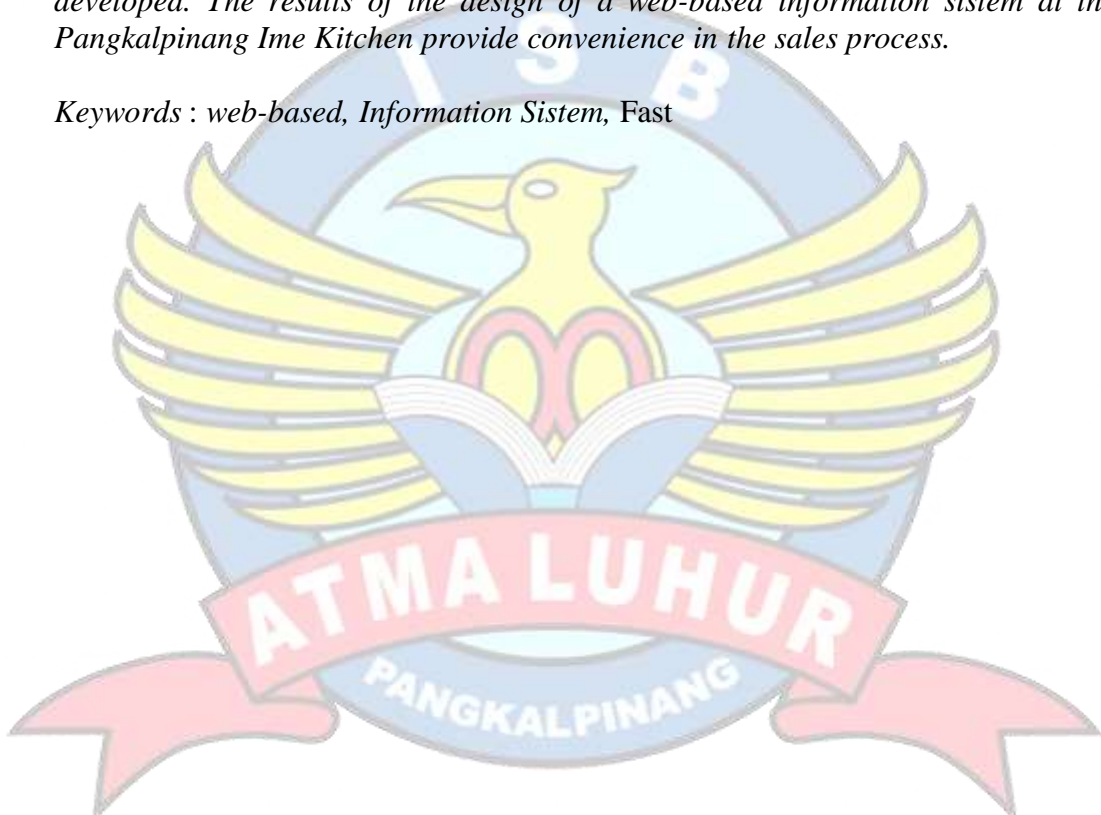 developed. The results of the design of a web-based information sistem at in
Pangkalpinang Ime Kitchen provide convenience in the sales process.
Keywords : web-based, Information Sistem, Fast
I S B
ATMA LUHUR
PANGKALPINANG